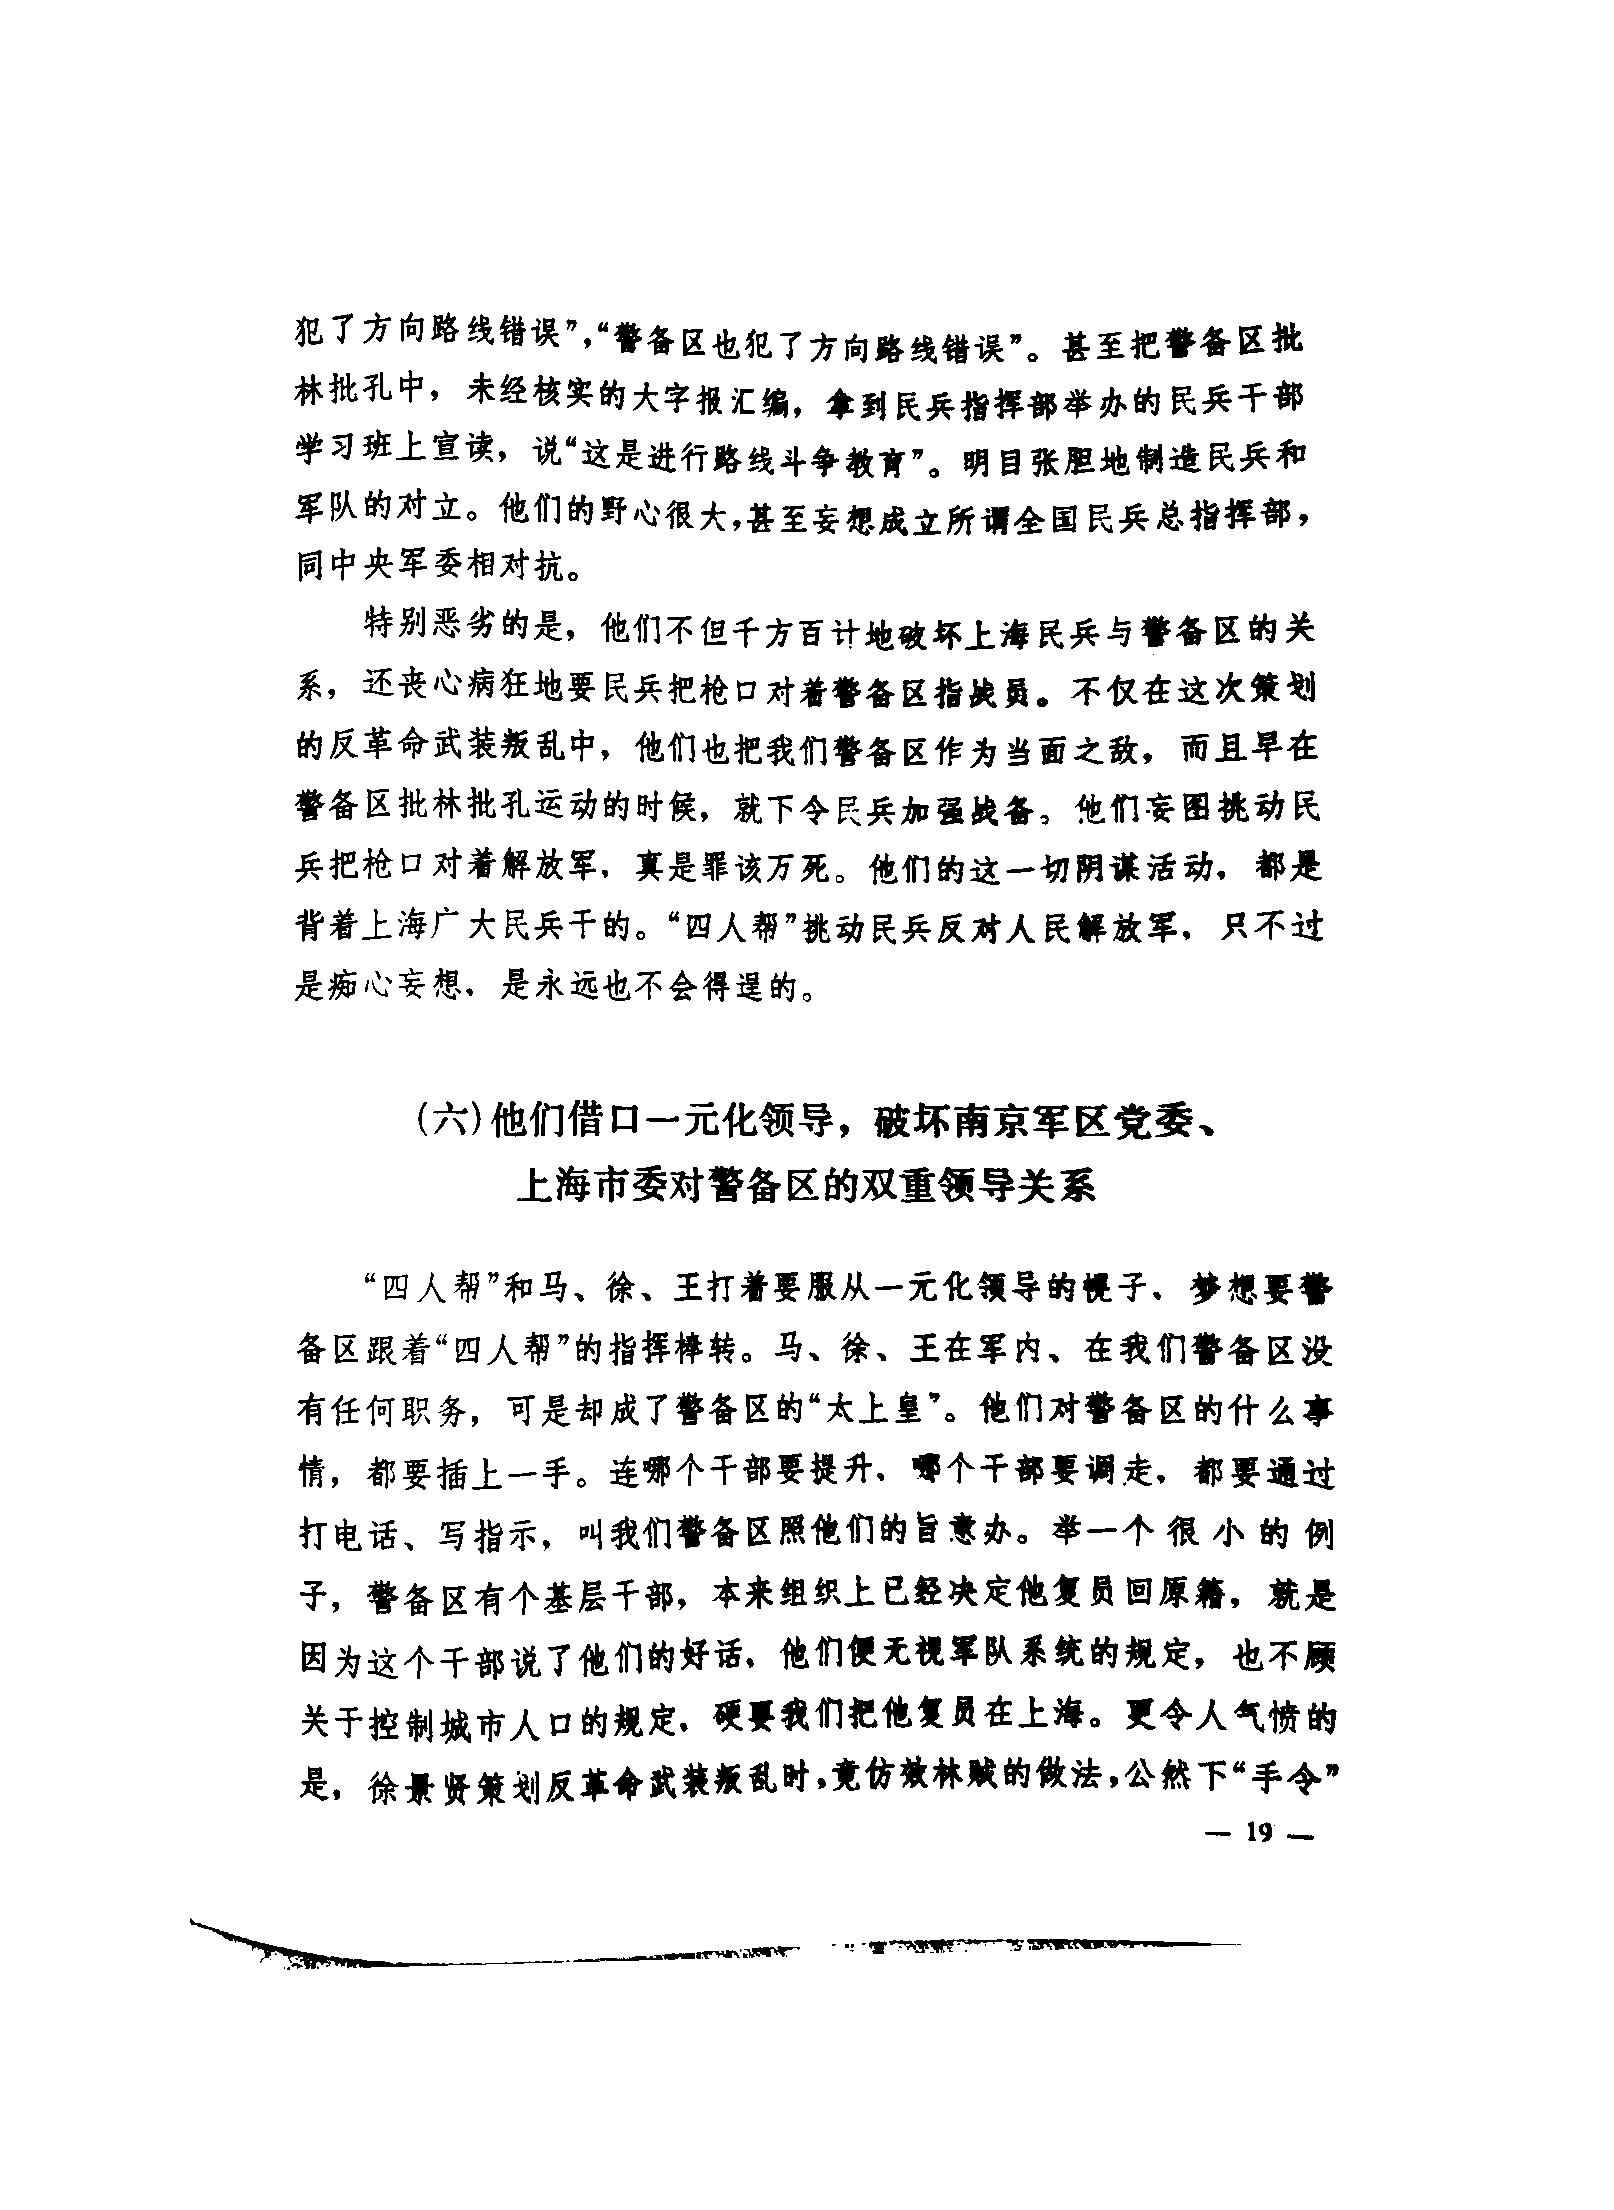 犯了方向路线错误”，“警备区也犯了方向路线错误”。甚至把警备区批
林批孔中，未经核实的大字报汇编，拿到民兵指挥部举办的民兵干部
学习班上宣读，说“这是进行路线斗争教育”。明目张胆地制造民兵和
军队的对立。他们的野心很大，甚至妄想成立所谓全国民兵总指挥部，
同中央军委相对抗。
特别恶劣的是，他们不但千方百计地破坏上海民兵与警备区的关
系，还丧心病狂地要民兵把枪口对着警备区指战员。不仅在这次策划
的反革命武装叛乱中，他们也把我们警备区作为当面之敌，而且早在
警备区批林批孔运动的时候，就下令民兵加强战备。他们妄图挑动民
兵把枪口对着解放军，真是罪该万死。他们的这一切阴谋活动，都是
背着上海广大民兵干的。“四人帮”挑动民兵反对人民解放军，只不过
是痴心妄想，是永远也不会得逞的。
（六）他们借口一元化领导，破坏南京军区党委、
上海市委对警备区的双重领导关系
“四人帮”和马、徐、王打着要服从一元化领导的幌子，梦想要警
备区跟着“四人帮”的指挥棒转。马、徐、王在军内、在我们警备区没
有任何职务，可是却成了警备区的“太上皇”。他们对警备区的什么事
情，都要插上一手。连哪个干部要提升，哪个干部要调走，都要通过
打电话、写指示，叫我们警备区照他们的旨意办。举一个很小的例
子，警备区有个基层干部，本来组织上已经决定他复员回原籍，就是
因为这个干部说了他们的好话，他们便无视军队系统的规定，也不顾
关于控制城市人口的规定，硬要我们把他复员在上海。更令人气愤的
是，徐景贤策划反革命武装叛乱时，竟仿效林贼的做法，公然下“手令”
— 19 —